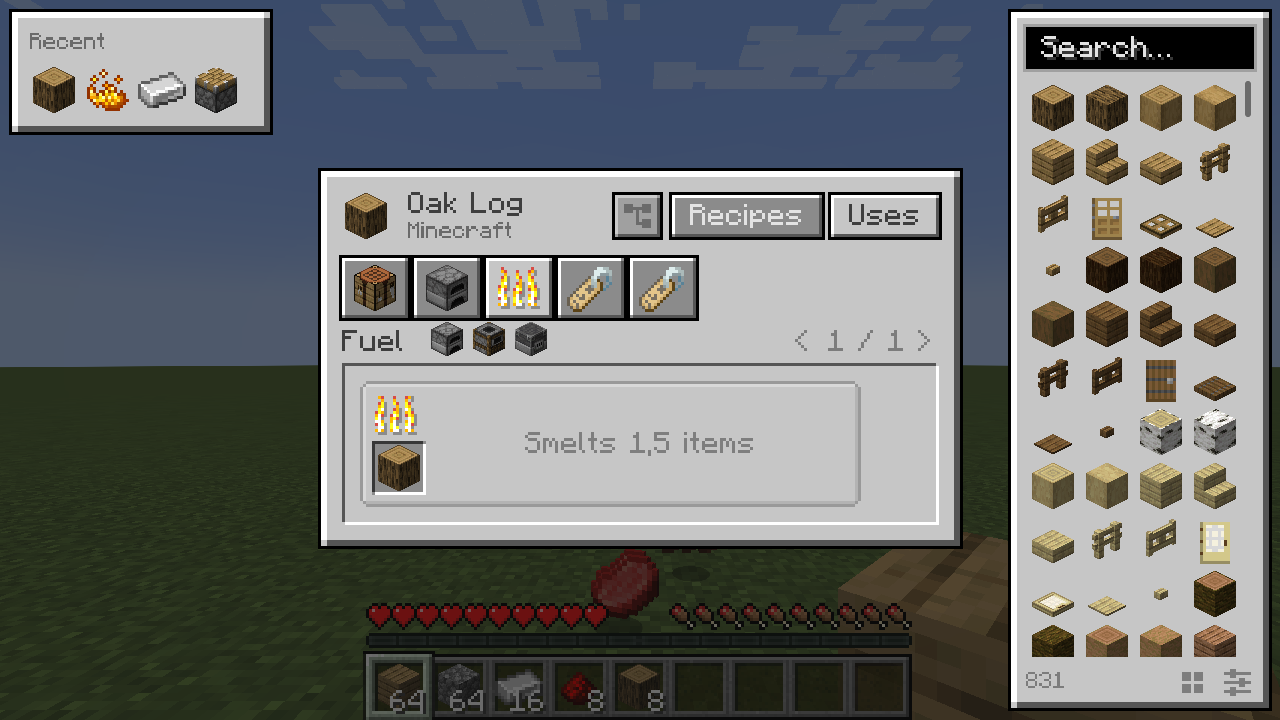 Recent
Search...
Oak Log
Minecraft
Recipes
Uses
Fuel
< 1 / 1 >
Smelts 1,5 items
64
64
16
8
8
831